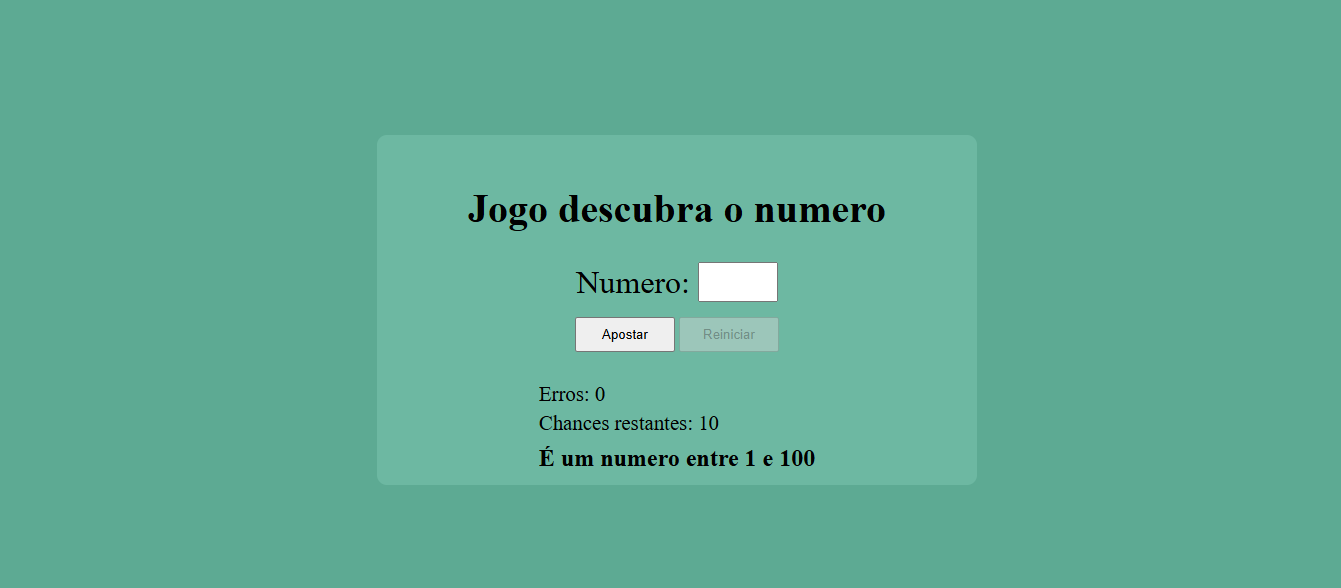 Jogo descubra o numero
Numero:
Apostar Reiniciar
Erros: 0
Chances restantes: 10
É um numero entre 1 e 100